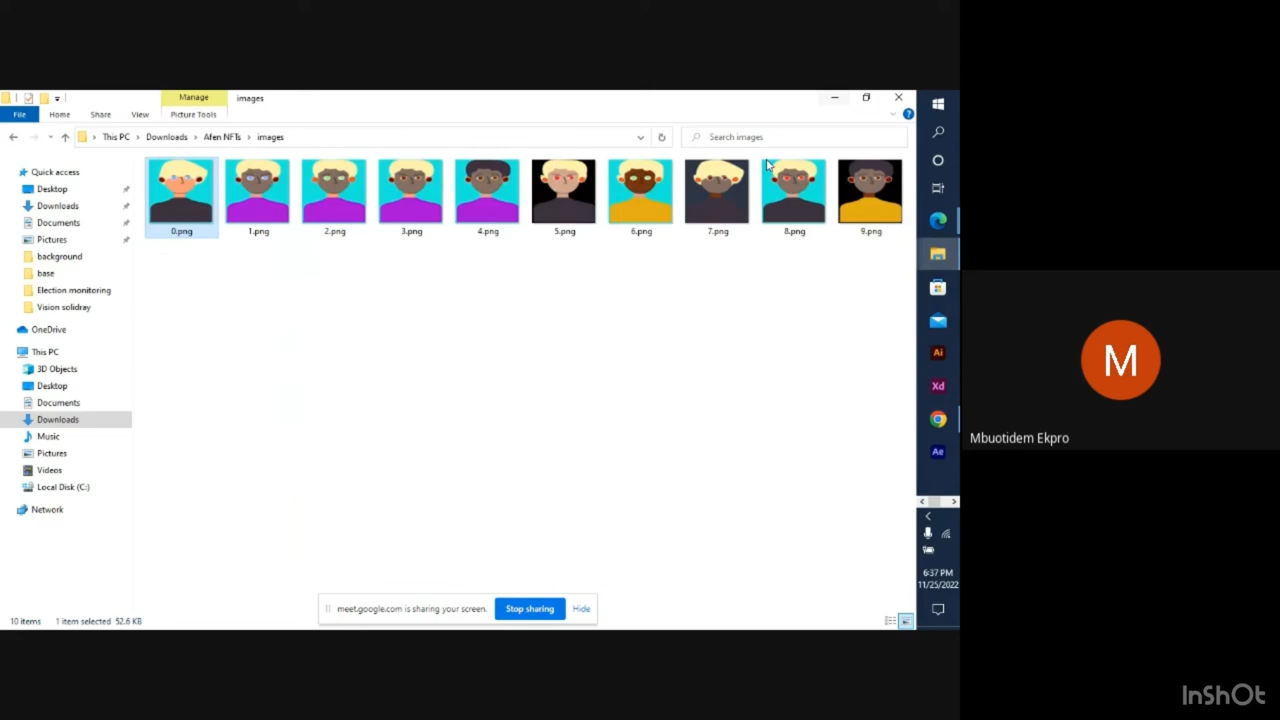 Manage
images
File
Home
Share
View
Picture Tools
This PC
Downloads
Afen NFTs
images
Search images
Quick access
Desktop
Downloads
Documents
Pictures
background
base
Election monitoring
Vision solidray
OneDrive
This PC
3D Objects
Desktop
Documents
Downloads
Music
Pictures
Videos
Local Disk (C:)
Network
0.png
1.png
2.png
3.png
4.png
5.png
6.png
7.png
8.png
9.png
meet.google.com is sharing your screen.
Stop sharing
Hide
10 items
1 item selected 52.6 KB
Ai
Xd
Ae
6:37 PM
11/25/2022
M
Mbuotidem Ekpro
InShOt